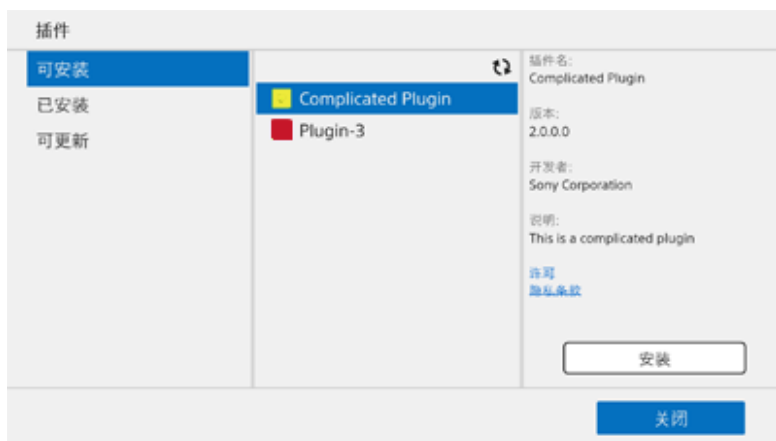 插件
可安装
已安装
可更新
Complicated Plugin
Plugin-3
插件名:
Complicated Plugin
版本:
2.0.0.0
开发者:
Sony Corporation
说明:
This is a complicated plugin
许可
隐私条款
安装
关闭